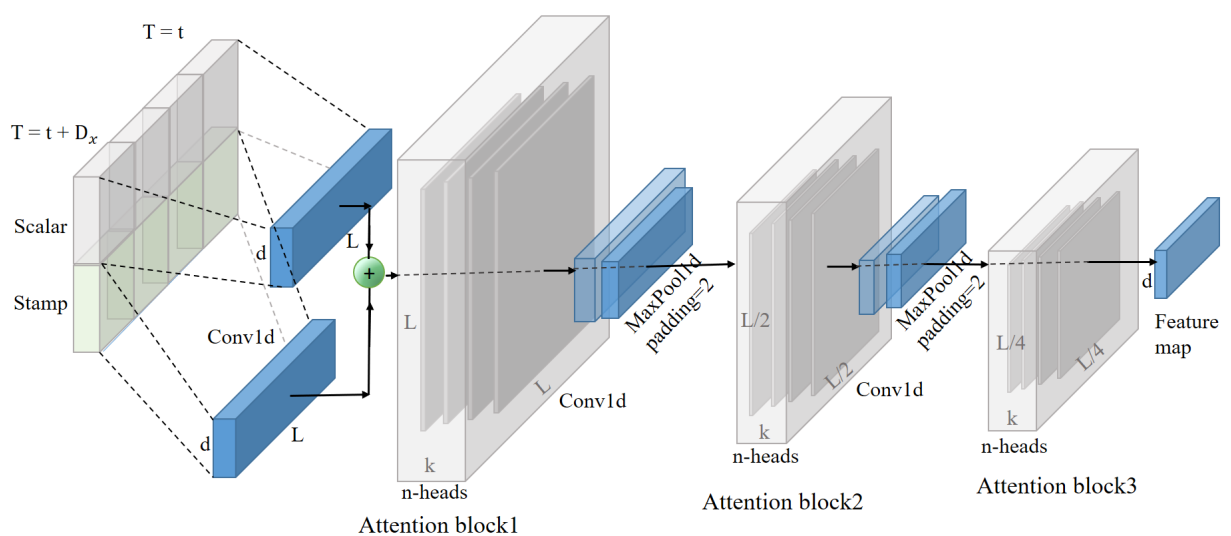 T = t
T = t + Dₓ
Scalar
Stamp
d
L
Conv1d
d
L
+
L
L
k
n-heads
Attention block1
Conv1d
MaxPool1d
padding=2
L/2
L/2
k
n-heads
Attention block2
Conv1d
MaxPool1d
padding=2
L/4
L/4
k
n-heads
Attention block3
d
Feature
map